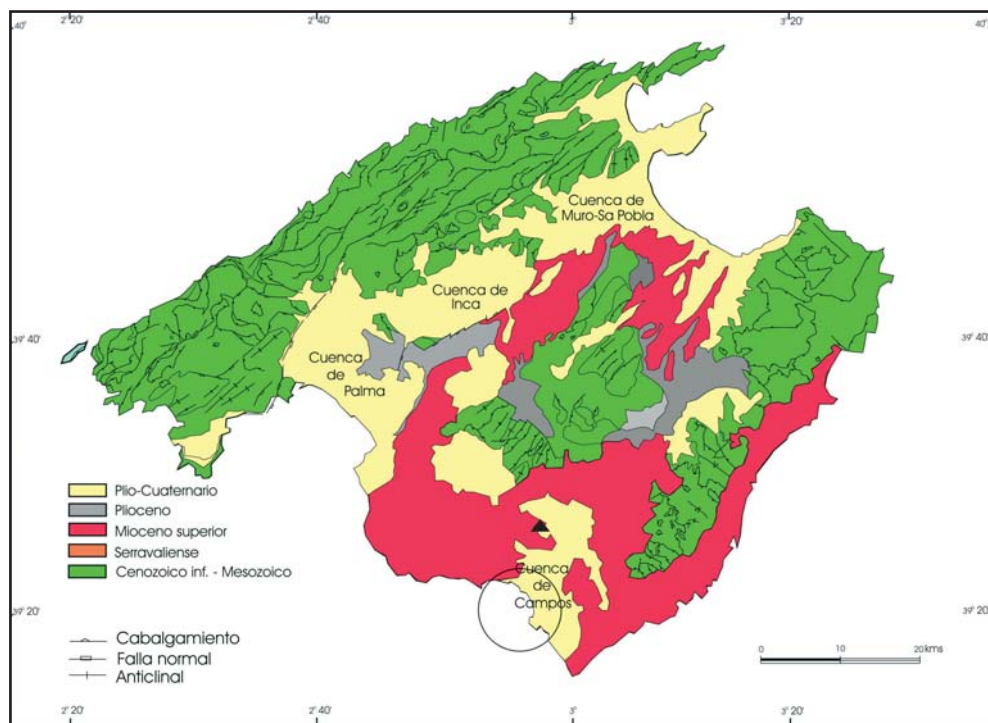 2° 20'
2° 40'
3°
3° 20'
40°
40°
Cuenca de
Muro-Sa Pobla
Cuenca de
Inca
39° 40'
39° 40'
Cuenca
de
Palma
Plio-Cuaternario
Plioceno
Mioceno superior
Serravaliense
Cenozoico inf. - Mesozoico
Cuenca
de
Campos
39° 20'
39° 20'
Cabalgamiento
Falla normal
Anticlinal
0 10 20 kms
2° 20'
2° 40'
3°
3° 20'